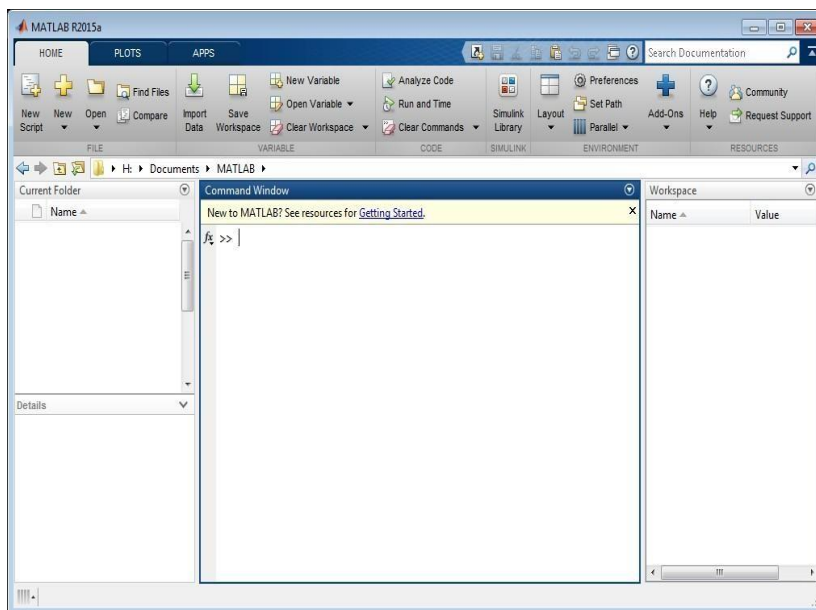 MATLAB R2015a
HOME PLOTS APPS Search Documentation
New Script New Open Find Files Compare
Import Data Save Workspace New Variable Open Variable Clear Workspace
Analyze Code Run and Time Clear Commands
Simulink Library Layout Preferences Set Path Parallel
Add-Ons Help Community Request Support
FILE VARIABLE CODE SIMULINK ENVIRONMENT RESOURCES
H: Documents MATLAB
Current Folder Command Window Workspace
Name New to MATLAB? See resources for Getting Started. Name Value
fx >>
Details